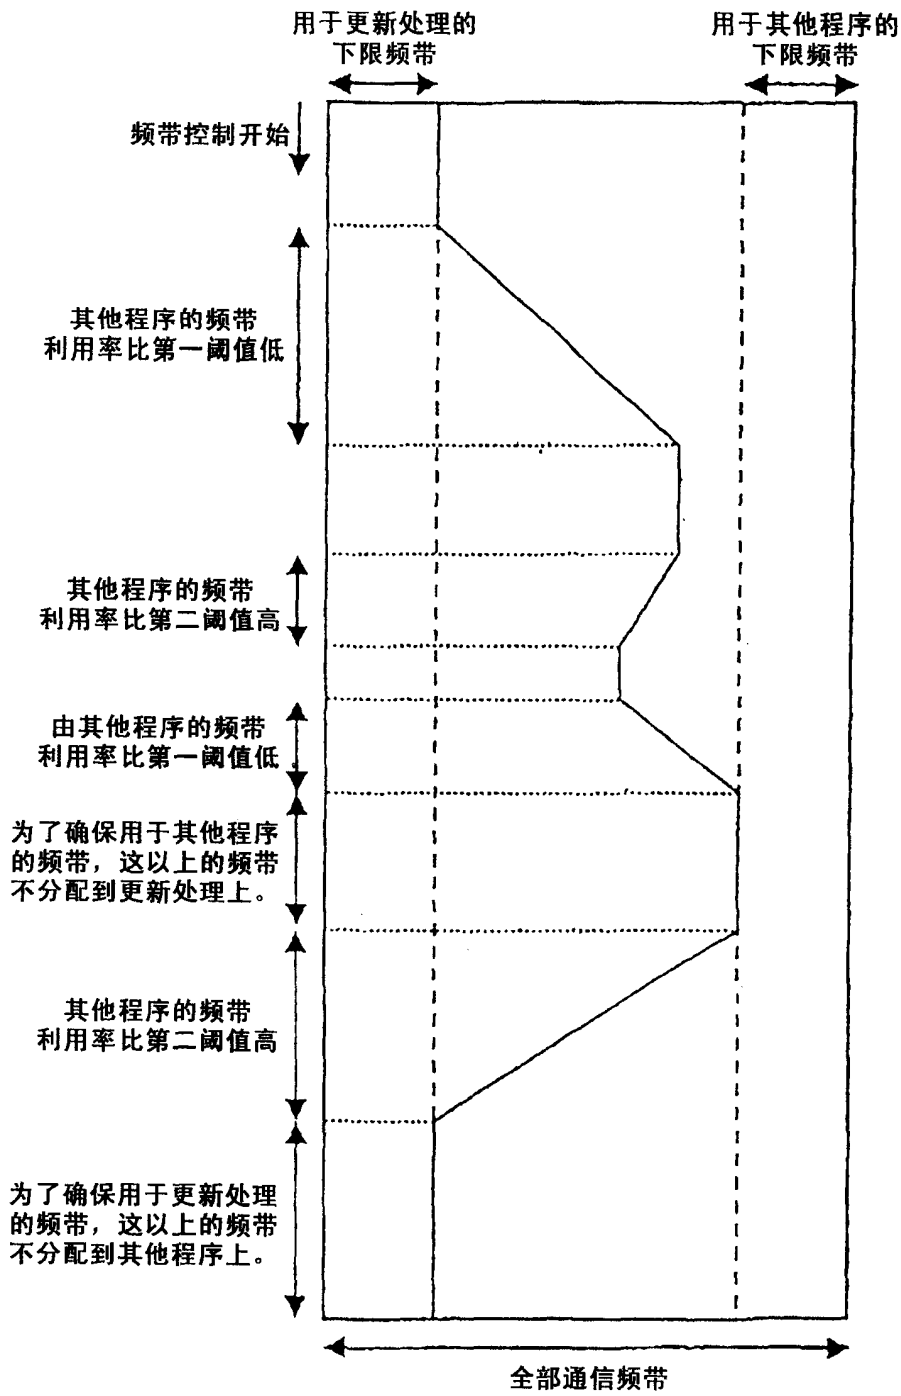 用于更新处理的
下限频带
用于其他程序的
下限频带
频带控制开始
其他程序的频带
利用率比第一阈值低
其他程序的频带
利用率比第二阈值高
由其他程序的频带
利用率比第一阈值低
为了确保用于其他程序
的频带，这以上的频带
不分配到更新处理上。
其他程序的频带
利用率比第二阈值高
为了确保用于更新处理
的频带，这以上的频带
不分配到其他程序上。
全部通信频带